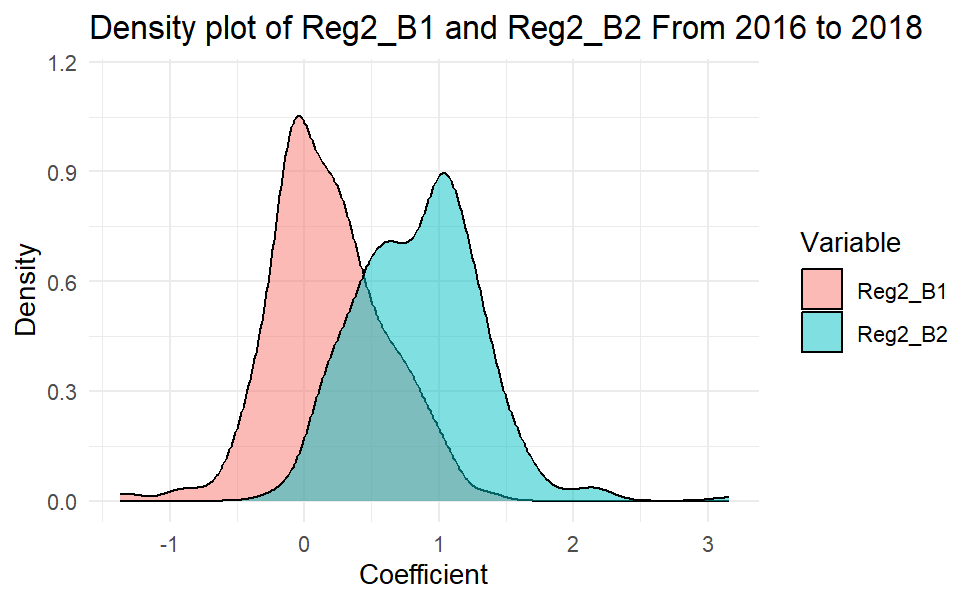 Density plot of Reg2_B1 and Reg2_B2 From 2016 to 2018
1.2
0.9
0.6
0.3
0.0
Density
-1
0
1
2
3
Coefficient
Variable
Reg2_B1
Reg2_B2